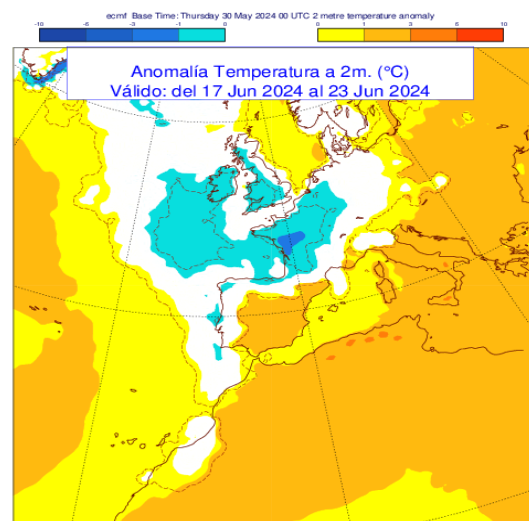 ecmf Base Time: Thursday 30 May 2024 00 UTC 2 metre temperature anomaly
-10 -6 -3 -1 0 0 1 3 6 10
Anomalía Temperatura a 2m. (°C)
Válido: del 17 Jun 2024 al 23 Jun 2024